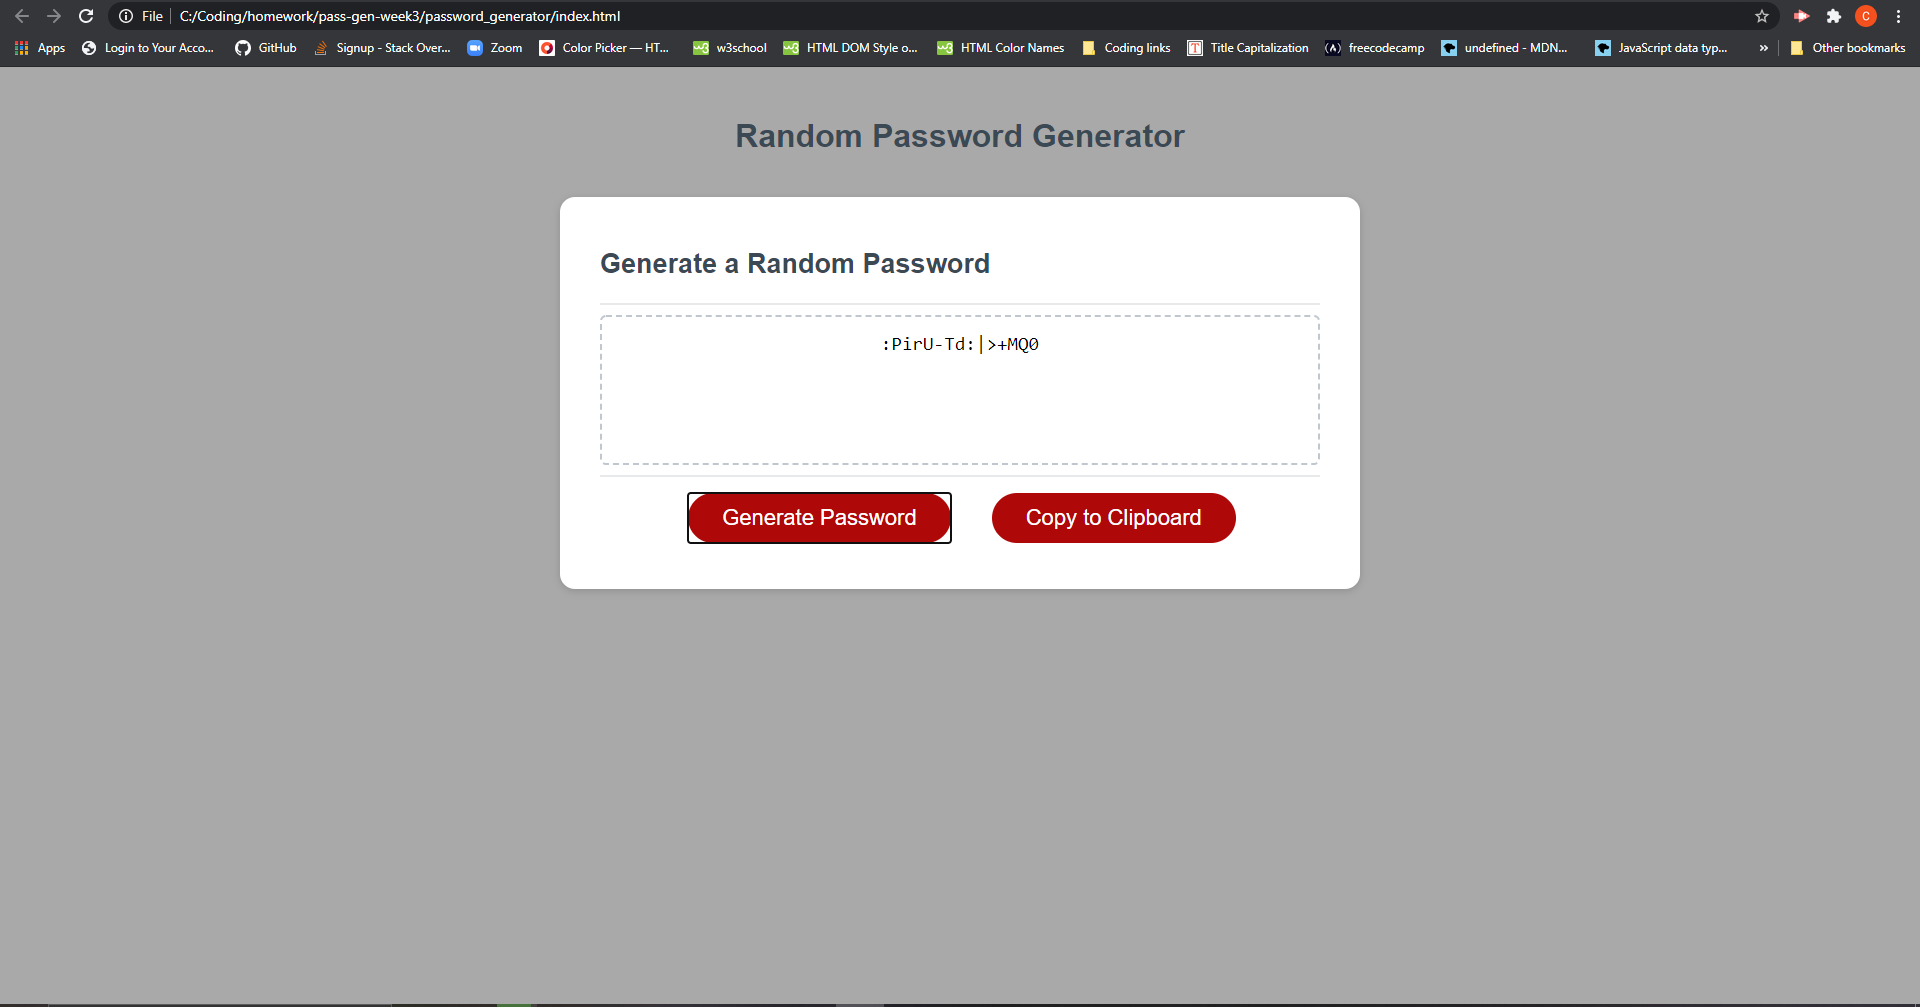 File | C:/Coding/homework/pass-gen-week3/password_generator/index.html
C
Apps Login to Your Acco... GitHub Signup - Stack Over... Zoom Color Picker — HT... w3school HTML DOM Style o... HTML Color Names Coding links Title Capitalization freecodecamp undefined - MDN... JavaScript data typ... » Other bookmarks
Random Password Generator
Generate a Random Password
:PirU-Td:|>+MQ0
Generate Password Copy to Clipboard